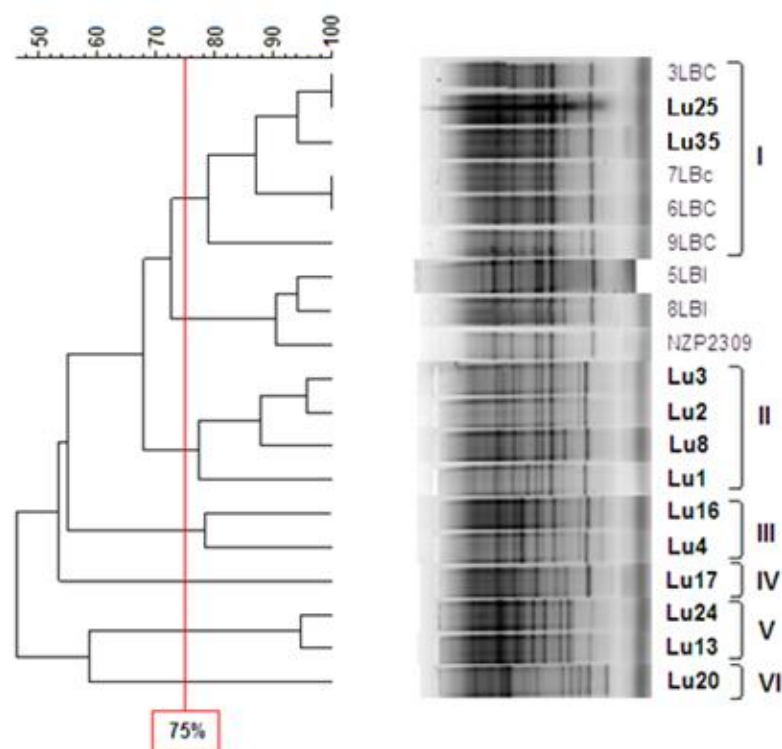 50 60 70 80 90 100
3LBC
Lu25
Lu35
7LBc
6LBC
9LBC
I
5LBI
8LBI
NZP2309
Lu3
Lu2
Lu8
Lu1
II
Lu16
Lu4
III
Lu17
IV
Lu24
Lu13
V
Lu20
VI
75%